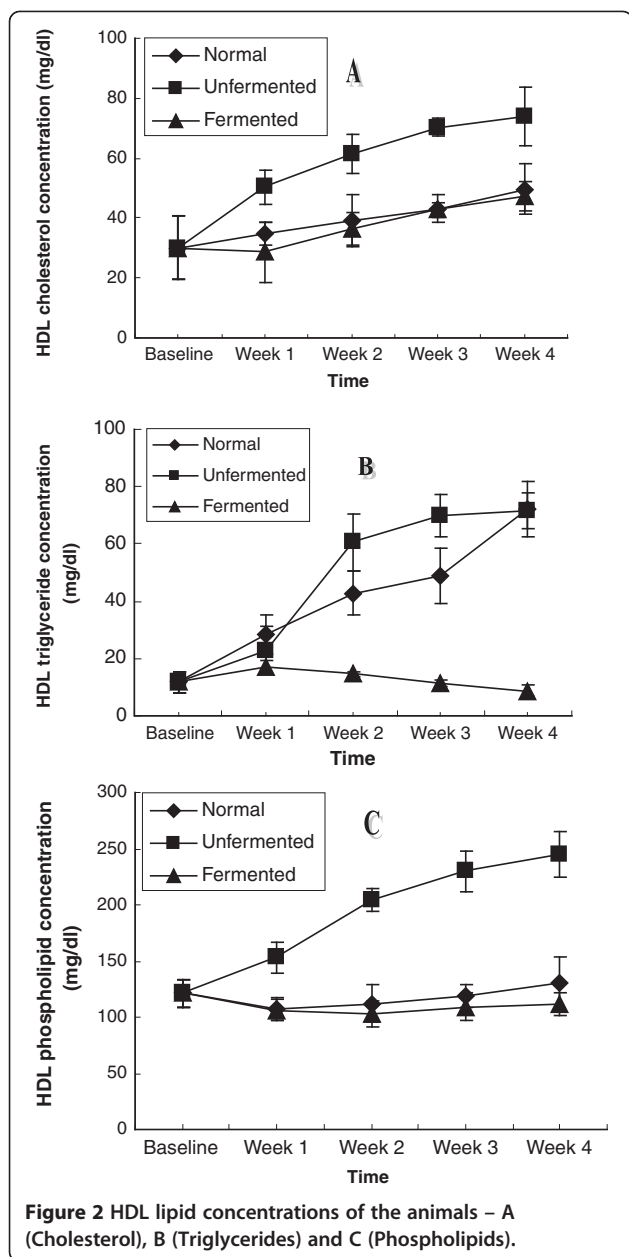 100
80
60
40
20
0
HDL cholesterol concentration (mg/dl)
Normal
Unfermented
Fermented
A
Baseline Week 1 Week 2 Week 3 Week 4
Time
100
80
60
40
20
0
HDL triglyceride concentration
(mg/dl)
Normal
Unfermented
Fermented
B
Baseline Week 1 Week 2 Week 3 Week 4
Time
300
250
200
150
100
50
0
HDL phospholipid concentration
(mg/dl)
Normal
Unfermented
Fermented
C
Baseline Week 1 Week 2 Week 3 Week 4
Time
Figure 2 HDL lipid concentrations of the animals – A
(Cholesterol), B (Triglycerides) and C (Phospholipids).